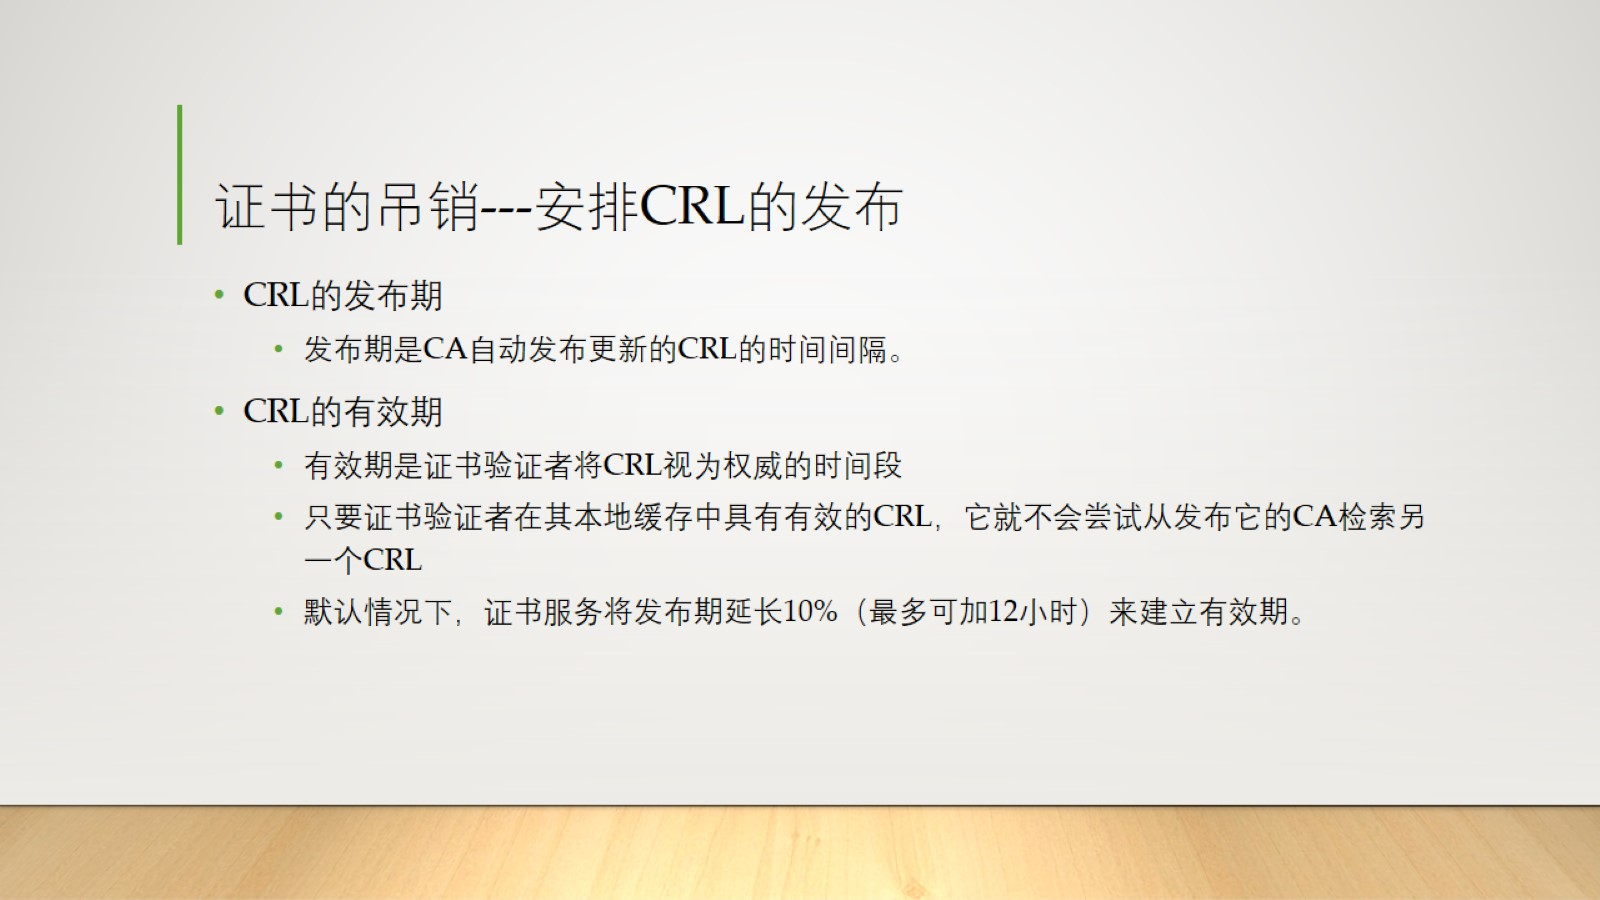 证书的吊销---安排CRL的发布
• CRL的发布期
• 发布期是CA自动发布更新的CRL的时间间隔。
• CRL的有效期
• 有效期是证书验证者将CRL视为权威的时间段
• 只要证书验证者在其本地缓存中具有有效的CRL，它就不会尝试从发布它的CA检索另
一个CRL
• 默认情况下，证书服务将发布期延长10%（最多可加12小时）来建立有效期。